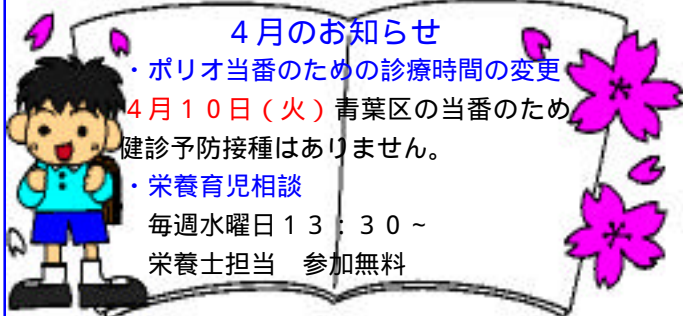 ４月のお知らせ
・ポリオ当番のための診療時間の変更
４月１０日（火）青葉区の当番のため
健診予防接種はありません。
・栄養育児相談
毎週水曜日１３：３０~
栄養士担当　参加無料